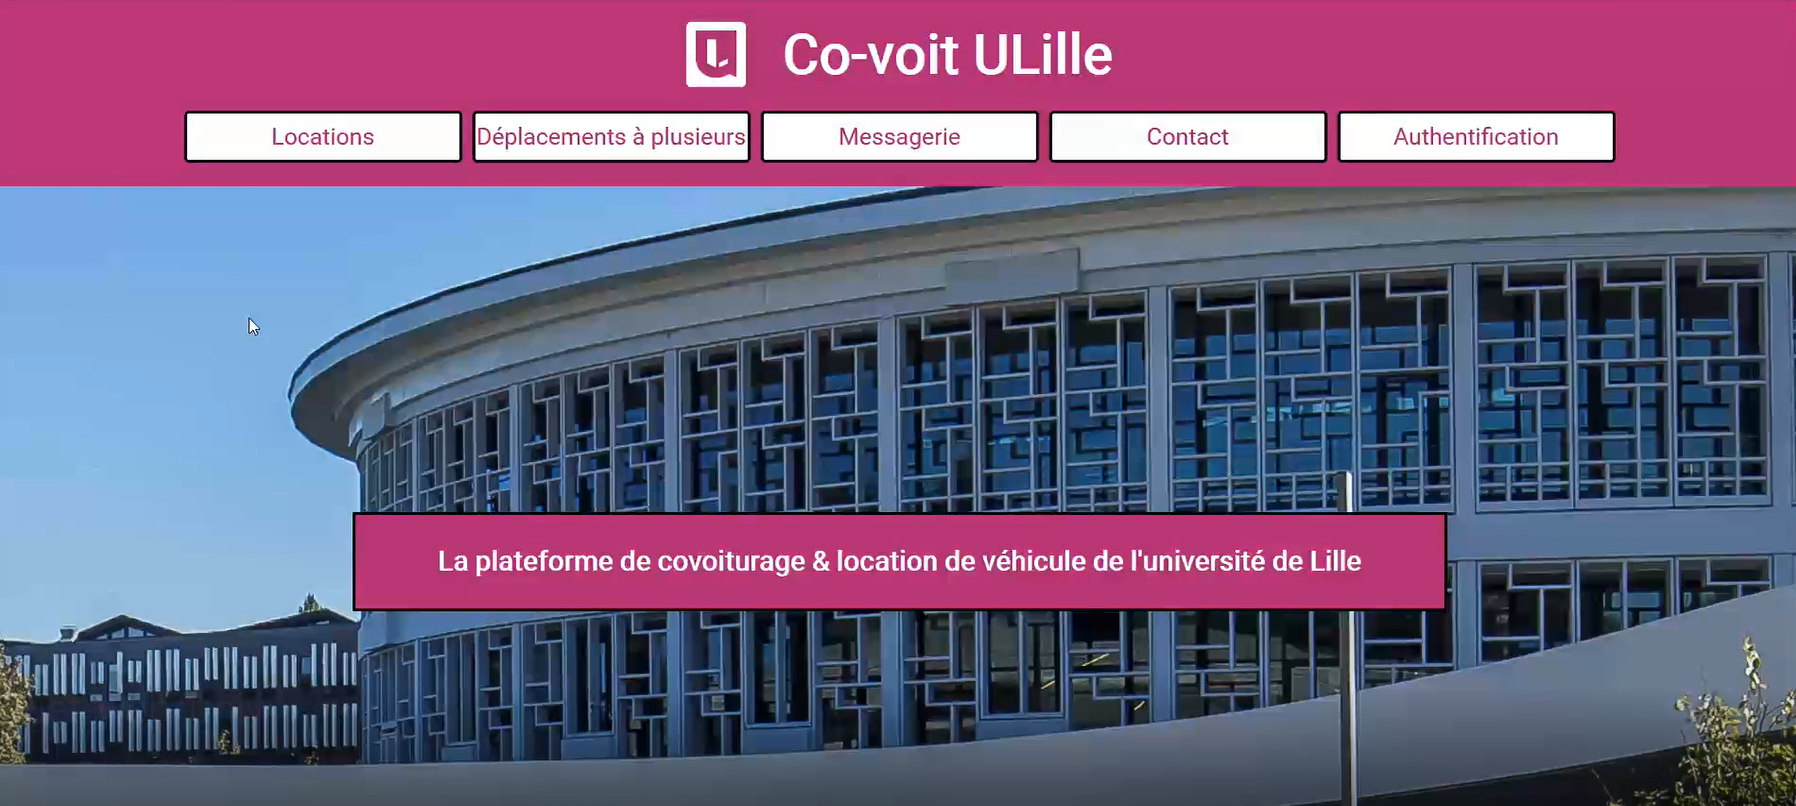 Co-voit ULille
Locations
Déplacements à plusieurs
Messagerie
Contact
Authentification
La plateforme de covoiturage & location de véhicule de l'université de Lille